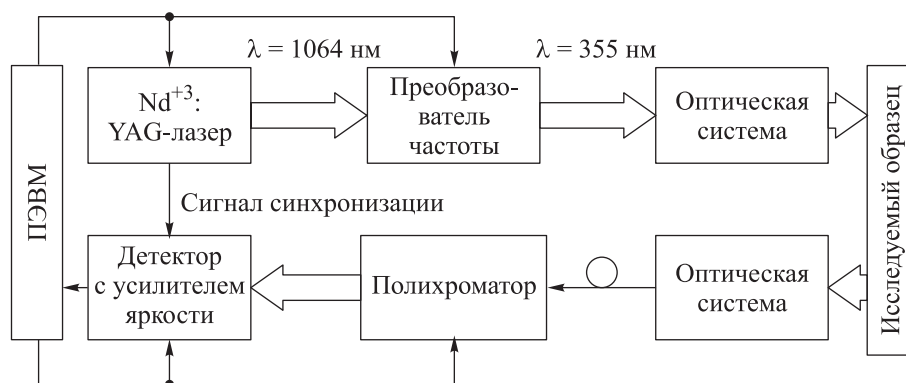 λ = 1064 нм
λ = 355 нм
ПЭВМ
Nd+3:
YAG-лазер
Преобразо-
ватель
частоты
Оптическая
система
Исследуемый образец
Сигнал синхронизации
Детектор
с усилителем
яркости
Полихроматор
Оптическая
система